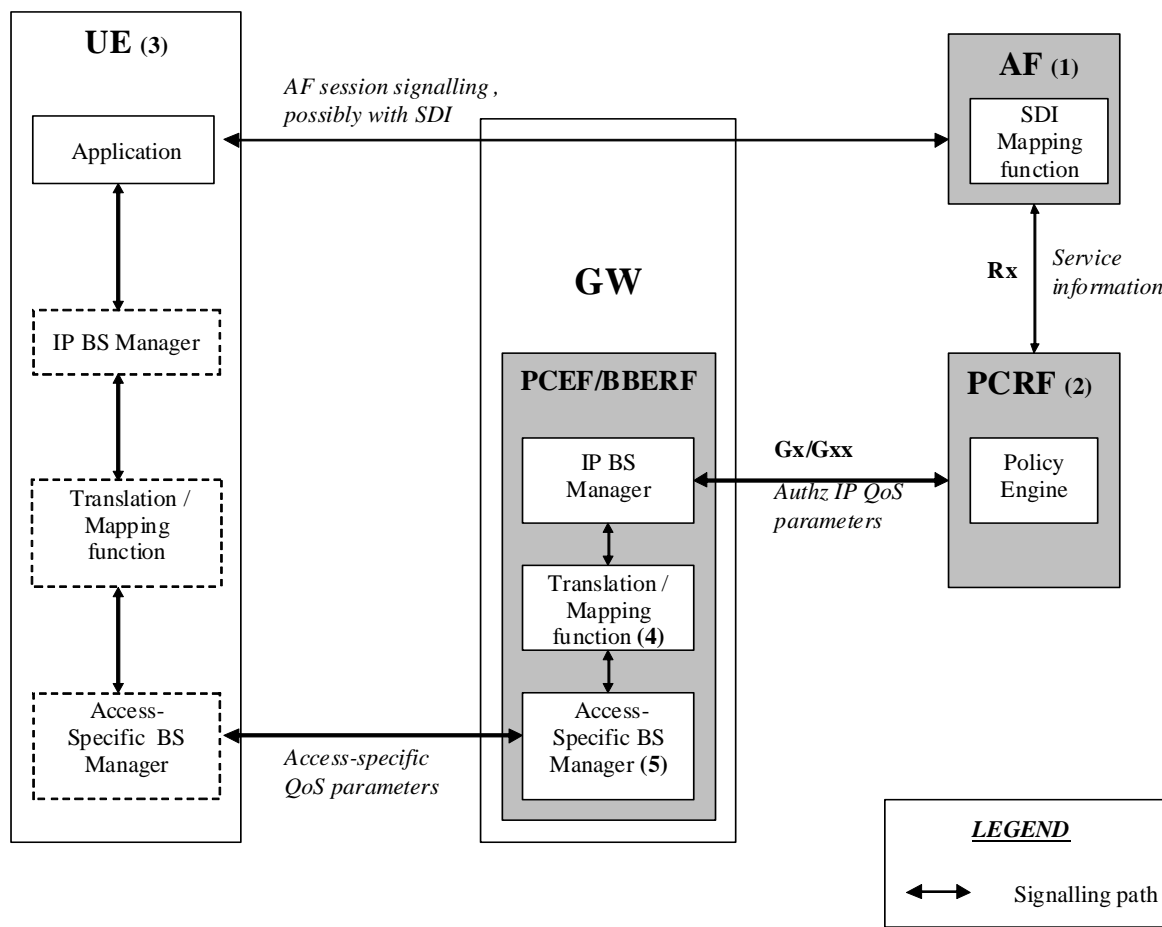 UE (3)
Application
IP BS Manager
Translation /
Mapping
function
Access-
Specific BS
Manager
AF session signalling ,
possibly with SDI
Access-specific
QoS parameters
GW
PCEF/BBERF
IP BS
Manager
Translation /
Mapping
function (4)
Access-
Specific BS
Manager (5)
Gx/Gxx
Authz IP QoS
parameters
AF (1)
SDI
Mapping
function
Rx
Service
information
PCRF (2)
Policy
Engine
LEGEND
Signalling path